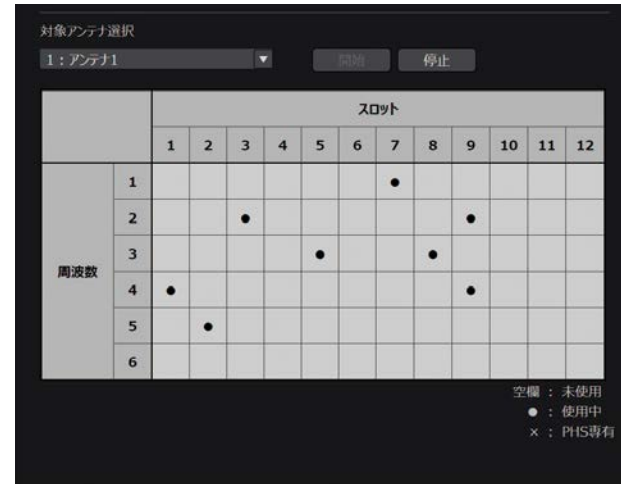 対象アンテナ選択
1:アンテナ1 ▼ 開始 停止
スロット
1 2 3 4 5 6 7 8 9 10 11 12
1 ●
2 ● ●
3 ● ●
周波数
4 ● ●
5 ●
6
空欄 : 未使用
● : 使用中
× : PHS専有